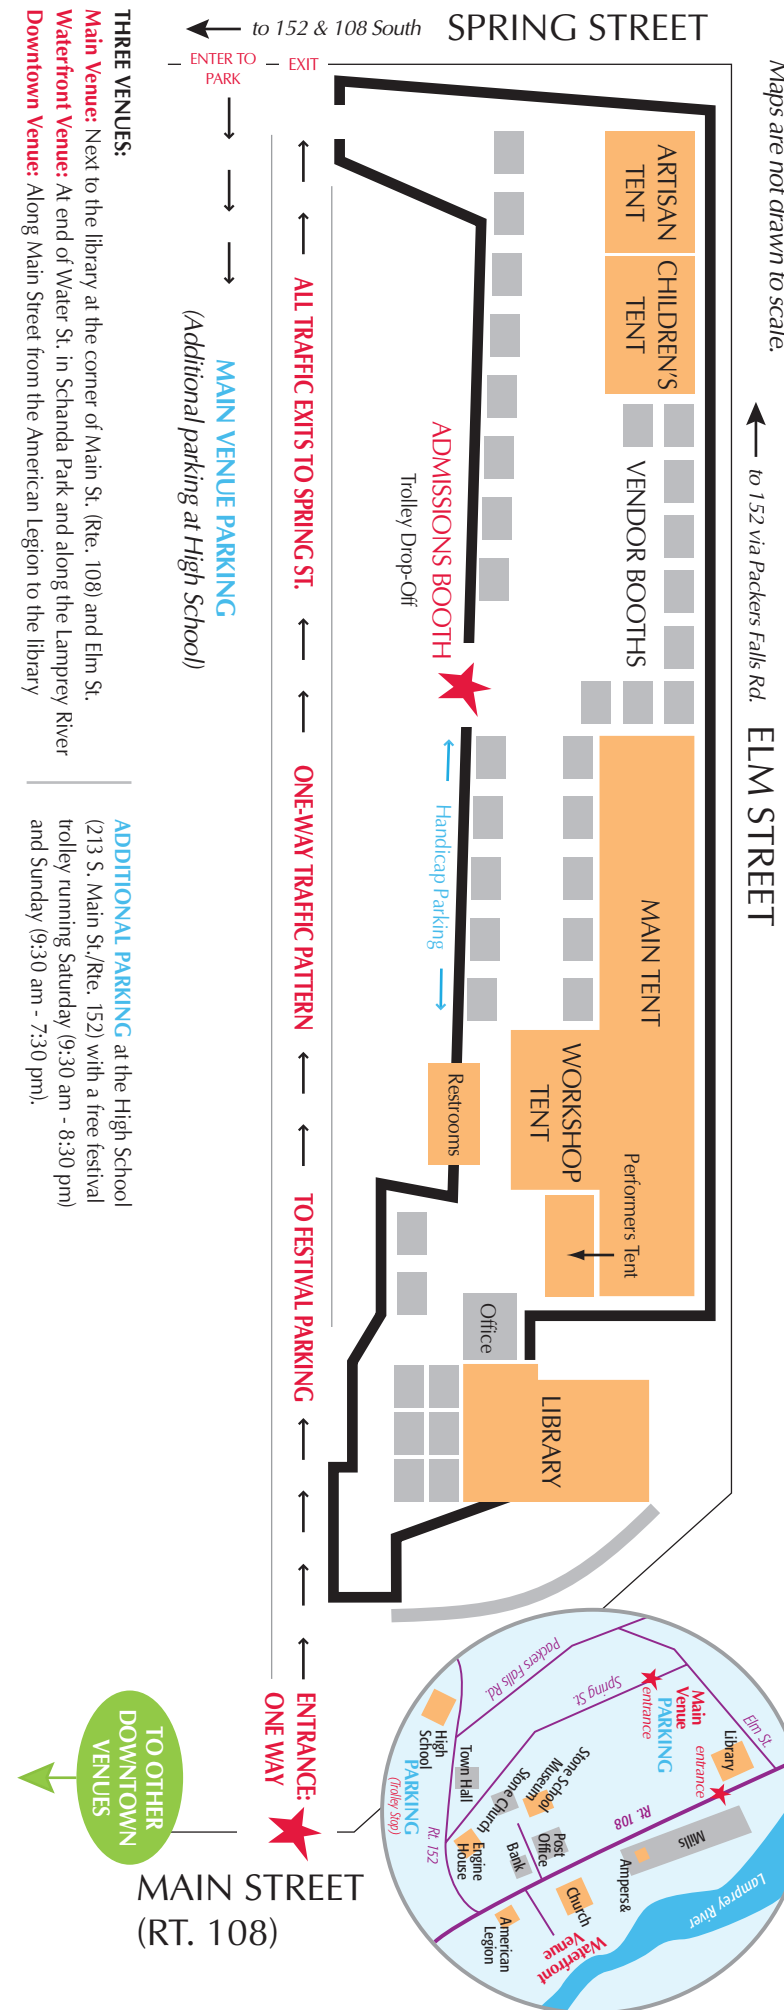 Maps are not drawn to scale.
to 152 & 108 South
SPRING STREET
ENTER TO
PARK
EXIT
to 152 via Packers Falls Rd.
ELM STREET
ARTISAN
TENT
CHILDREN'S
TENT
VENDOR BOOTHS
MAIN TENT
WORKSHOP
TENT
Performers Tent
ADMISSIONS BOOTH
Trolley Drop-Off
Handicap Parking
Restrooms
Office
LIBRARY
ALL TRAFFIC EXITS TO SPRING ST.
ONE-WAY TRAFFIC PATTERN
TO FESTIVAL PARKING
ENTRANCE:
ONE WAY
MAIN VENUE PARKING
(Additional parking at High School)
THREE VENUES:
Main Venue: Next to the library at the corner of Main St. (Rte. 108) and Elm St.
Waterfront Venue: At end of Water St. in Schanda Park and along the Lamprey River
Downtown Venue: Along Main Street from the American Legion to the library
ADDITIONAL PARKING at the High School
(213 S. Main St./Rte. 152) with a free festival
trolley running Saturday (9:30 am - 8:30 pm)
and Sunday (9:30 am - 7:30 pm).
TO OTHER
DOWNTOWN
VENUES
MAIN STREET
(RT. 108)
Elm St.
Library
entrance
Main
Venue
PARKING
entrance
Spring St.
Packers Falls Rd.
Rt. 108
Mills
Ampers&
Lamprey River
Stone School
Museum
Stone Church
Post
Office
Bank
Church
Waterfront
Venue
Town Hall
High
School
PARKING
(Trolley Stop)
Rt. 152
Engine
House
American
Legion